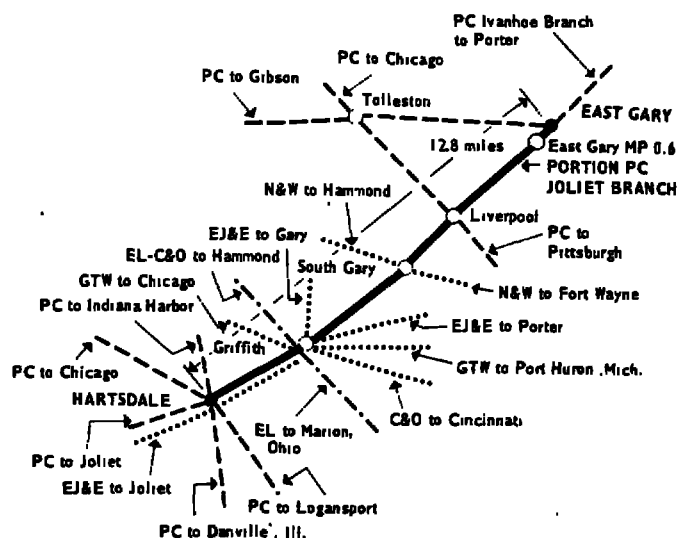 PC Ivanhoe Branch
to Porter
PC to Chicago
PC to Gibson
Tolleston
EAST GARY
12.8 miles
East Gary MP 0.6
PORTION PC
JOLIET BRANCH
N&W to Hammond
Liverpool
EJ&E to Gary
PC to
Pittsburgh
EL-C&O to Hammond
South Gary
GTW to Chicago
N&W to Fort Wayne
PC to Indiana Harbor
EJ&E to Porter
Griffith
PC to Chicago
GTW to Port Huron, Mich.
HARTSDALE
C&O to Cincinnati
EL to Marion,
Ohio
PC to Joliet
EJ&E to Joliet
PC to Logansport
PC to Danville, Ill.